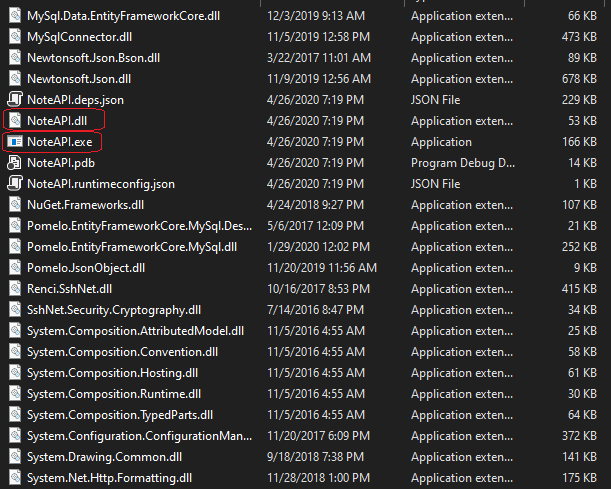 MySql.Data.EntityFrameworkCore.dll 12/3/2019 9:13 AM Application exten... 66 KB
MySqlConnector.dll 11/5/2019 12:58 PM Application exten... 473 KB
Newtonsoft.Json.Bson.dll 3/22/2017 11:01 AM Application exten... 89 KB
Newtonsoft.Json.dll 11/9/2019 12:56 AM Application exten... 678 KB
NoteAPI.deps.json 4/26/2020 7:19 PM JSON File 229 KB
NoteAPI.dll 4/26/2020 7:19 PM Application exten... 53 KB
NoteAPI.exe 4/26/2020 7:19 PM Application 166 KB
NoteAPI.pdb 4/26/2020 7:19 PM Program Debug D... 14 KB
NoteAPI.runtimeconfig.json 4/26/2020 7:19 PM JSON File 1 KB
NuGet.Frameworks.dll 4/24/2018 9:27 PM Application exten... 107 KB
Pomelo.EntityFrameworkCore.MySql.Des... 5/6/2017 12:09 PM Application exten... 21 KB
Pomelo.EntityFrameworkCore.MySql.dll 1/29/2020 12:02 PM Application exten... 252 KB
Pomelo.JsonObject.dll 11/20/2019 11:56 AM Application exten... 9 KB
Renci.SshNet.dll 10/16/2017 8:53 PM Application exten... 415 KB
SshNet.Security.Cryptography.dll 7/14/2016 8:47 PM Application exten... 34 KB
System.Composition.AttributedModel.dll 11/5/2016 4:55 AM Application exten... 25 KB
System.Composition.Convention.dll 11/5/2016 4:55 AM Application exten... 58 KB
System.Composition.Hosting.dll 11/5/2016 4:55 AM Application exten... 61 KB
System.Composition.Runtime.dll 11/5/2016 4:55 AM Application exten... 30 KB
System.Composition.TypedParts.dll 11/5/2016 4:55 AM Application exten... 64 KB
System.Configuration.ConfigurationMan... 11/20/2017 6:09 PM Application exten... 372 KB
System.Drawing.Common.dll 9/18/2018 7:38 PM Application exten... 141 KB
System.Net.Http.Formatting.dll 11/28/2018 1:00 PM Application exten... 175 KB